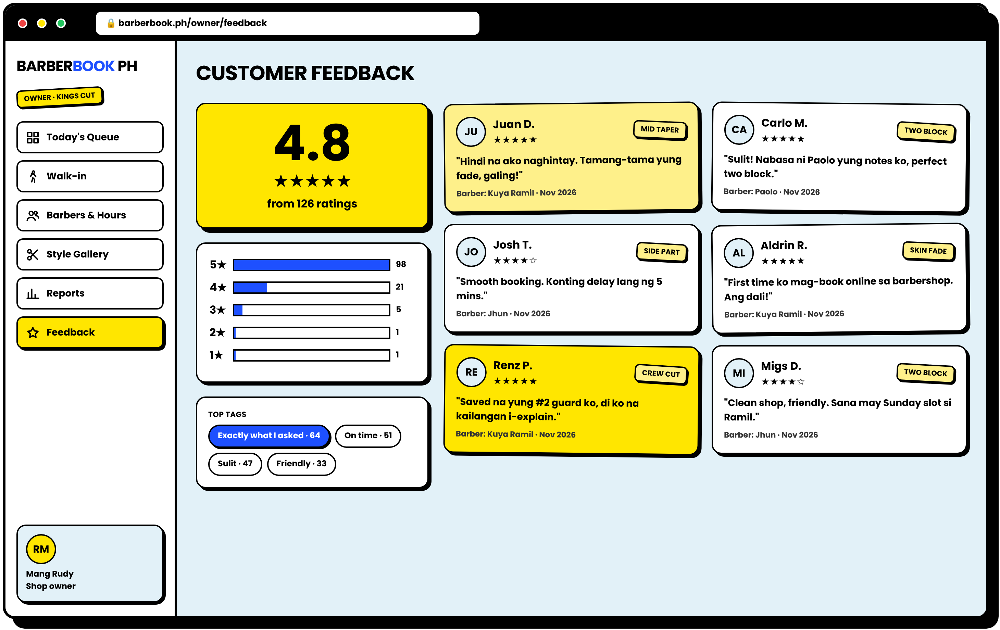 🔒 barberbook.ph/owner/feedback
BARBERBOOK PH
OWNER · KINGS CUT
Today's Queue
Walk-in
Barbers & Hours
Style Gallery
Reports
Feedback
RM
Mang Rudy
Shop owner
CUSTOMER FEEDBACK
4.8
★★★★★
from 126 ratings
5★ 98
4★ 21
3★ 5
2★ 1
1★ 1
TOP TAGS
Exactly what I asked · 64
On time · 51
Sulit · 47
Friendly · 33
JU
Juan D.
★★★★★
MID TAPER
"Hindi na ako naghintay. Tamang-tama yung
fade, galing!"
Barber: Kuya Ramil · Nov 2026
CA
Carlo M.
★★★★★
TWO BLOCK
"Sulit! Nabasa ni Paolo yung notes ko, perfect
two block."
Barber: Paolo · Nov 2026
JO
Josh T.
★★★★☆
SIDE PART
"Smooth booking. Konting delay lang ng 5
mins."
Barber: Jhun · Nov 2026
AL
Aldrin R.
★★★★★
SKIN FADE
"First time ko mag-book online sa barbershop.
Ang dali!"
Barber: Kuya Ramil · Nov 2026
RE
Renz P.
★★★★★
CREW CUT
"Saved na yung #2 guard ko, di ko na
kailangan i-explain."
Barber: Kuya Ramil · Nov 2026
MI
Migs D.
★★★★☆
TWO BLOCK
"Clean shop, friendly. Sana may Sunday slot si
Ramil."
Barber: Jhun · Nov 2026